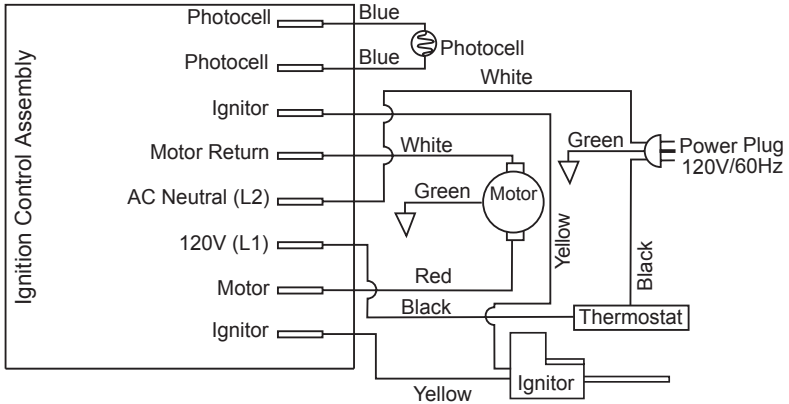 Ignition Control Assembly
Photocell
Blue
Photocell
Photocell
Blue
White
Ignitor
Motor Return
White
Green
Power Plug
120V/60Hz
AC Neutral (L2)
Green
Motor
120V (L1)
Yellow
Black
Motor
Red
Black
Thermostat
Ignitor
Yellow
Ignitor